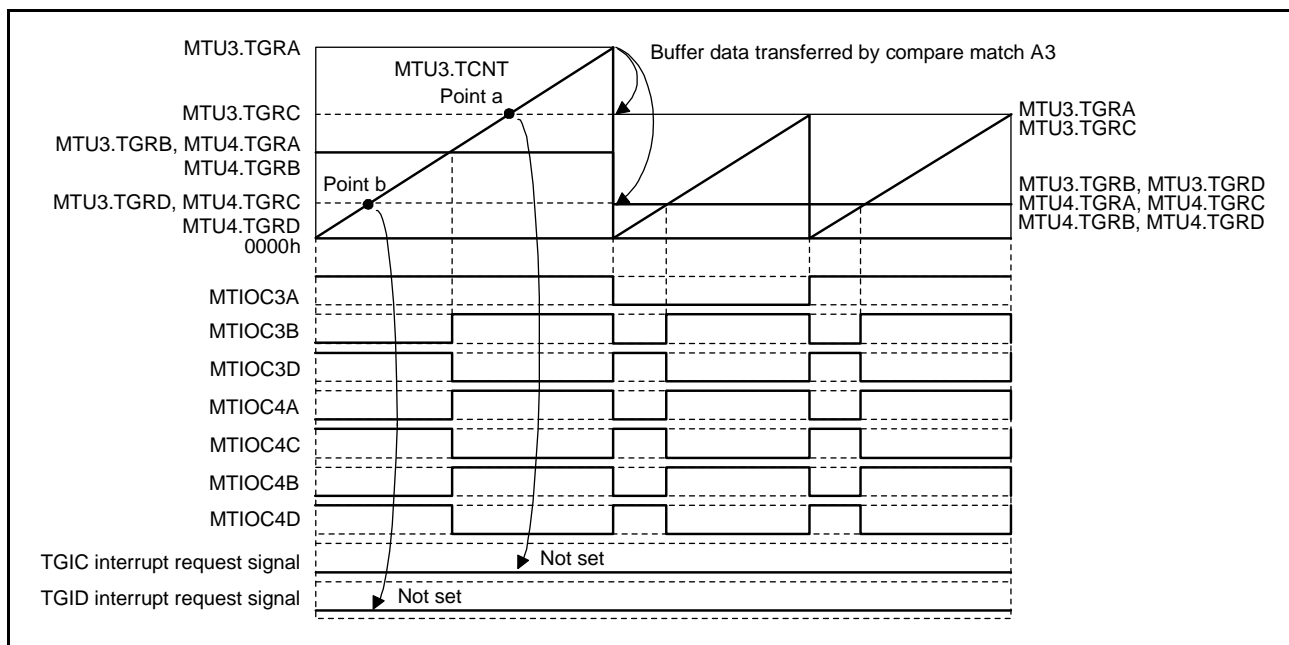 MTU3.TGRA
Buffer data transferred by compare match A3
MTU3.TCNT
Point a
MTU3.TGRC
MTU3.TGRA
MTU3.TGRC
MTU3.TGRB, MTU4.TGRA
MTU4.TGRB
Point b
MTU3.TGRD, MTU4.TGRC
MTU4.TGRD
0000h
MTU3.TGRB, MTU3.TGRD
MTU4.TGRA, MTU4.TGRC
MTU4.TGRB, MTU4.TGRD
MTIOC3A
MTIOC3B
MTIOC3D
MTIOC4A
MTIOC4C
MTIOC4B
MTIOC4D
TGIC interrupt request signal
Not set
TGID interrupt request signal
Not set